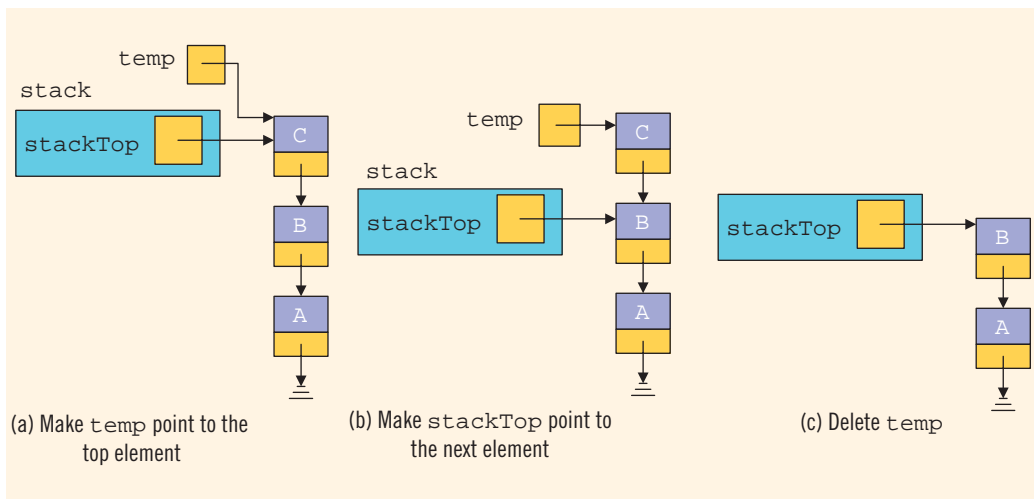 temp
stack
stackTop
C
B
A
(a) Make temp point to the
top element
temp
C
stack
stackTop
B
A
(b) Make stackTop point to
the next element
stackTop
B
A
(c) Delete temp